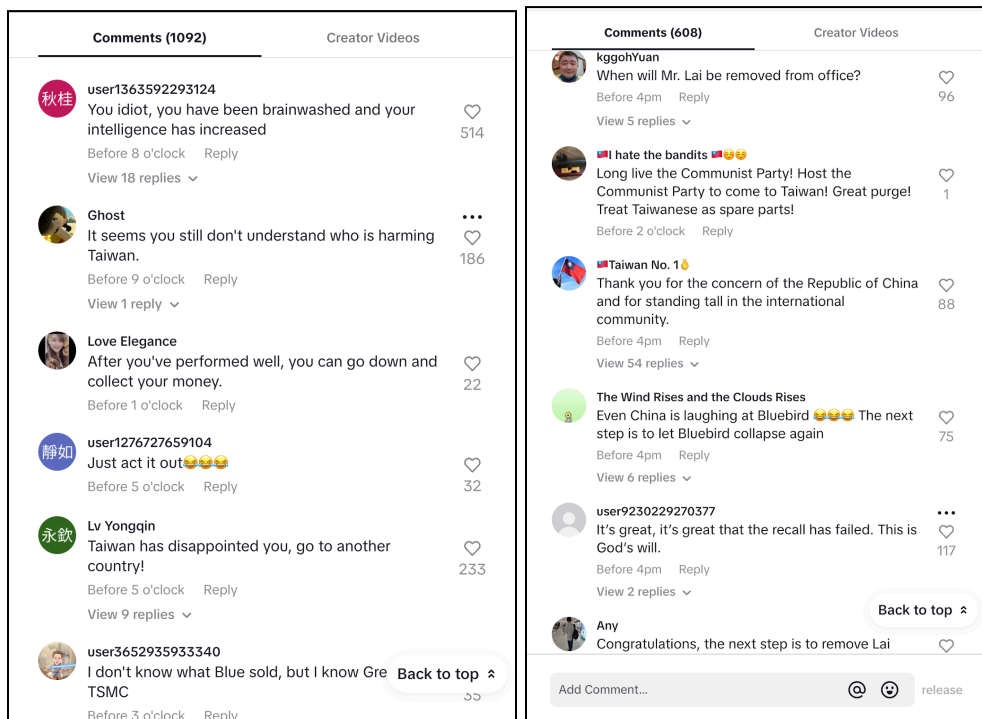 Comments (1092)
Creator Videos
秋桂
user1363592293124
You idiot, you have been brainwashed and your
intelligence has increased
514
Before 8 o'clock Reply
View 18 replies
Ghost
It seems you still don't understand who is harming
Taiwan.
186
Before 9 o'clock Reply
View 1 reply
Love Elegance
After you've performed well, you can go down and
collect your money.
22
Before 1 o'clock Reply
靜如
user1276727659104
Just act it out😂😂😂
32
Before 5 o'clock Reply
永欽
Lv Yongqin
Taiwan has disappointed you, go to another
country!
233
Before 5 o'clock Reply
View 9 replies
user3652935933340
I don't know what Blue sold, but I know Gre
TSMC
35
Before 3 o'clock Reply
Back to top
Comments (608)
Creator Videos
kggohYuan
When will Mr. Lai be removed from office?
96
Before 4pm Reply
View 5 replies
🇹🇼I hate the bandits 🇹🇼😌😌
Long live the Communist Party! Host the
Communist Party to come to Taiwan! Great purge!
Treat Taiwanese as spare parts!
1
Before 2 o'clock Reply
🇹🇼Taiwan No. 1🫰
Thank you for the concern of the Republic of China
and for standing tall in the international
community.
88
Before 4pm Reply
View 54 replies
The Wind Rises and the Clouds Rises
Even China is laughing at Bluebird 😂😂😂 The next
step is to let Bluebird collapse again
75
Before 4pm Reply
View 6 replies
user9230229270377
It's great, it's great that the recall has failed. This is
God's will.
117
Before 4pm Reply
View 2 replies
Back to top
Any
Congratulations, the next step is to remove Lai
Add Comment...
release